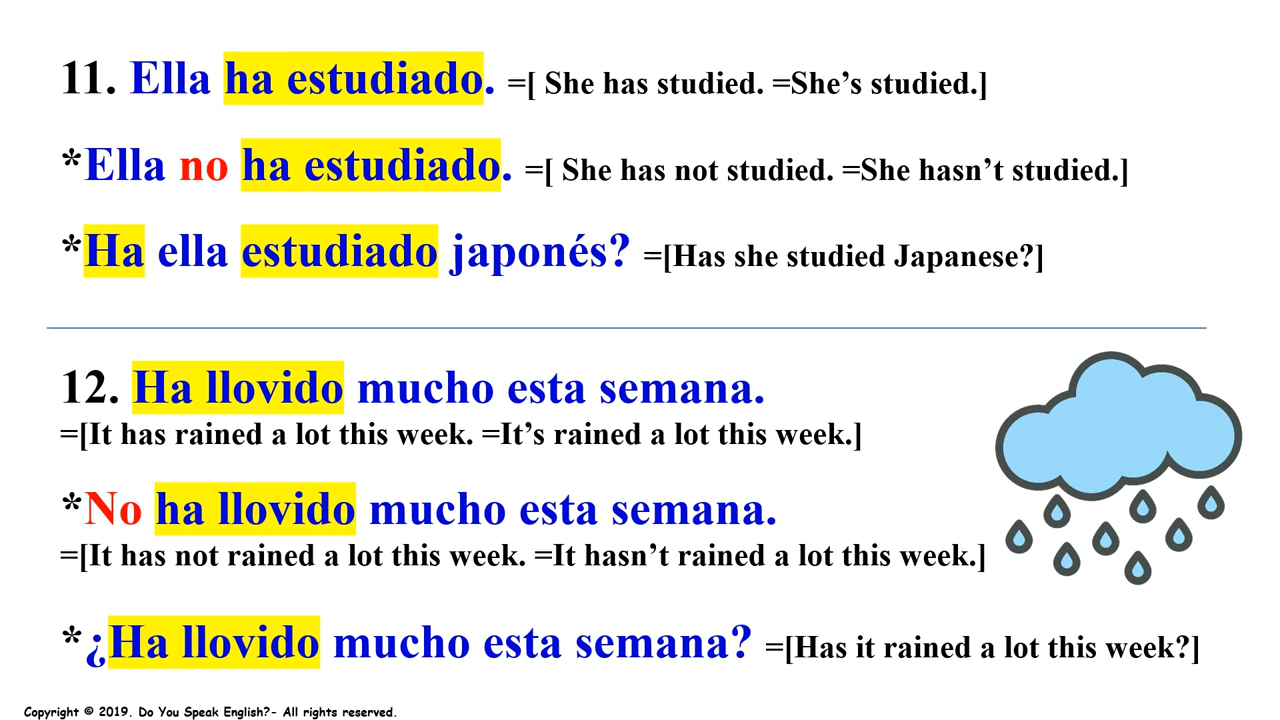 11. Ella ha estudiado. =[ She has studied. =She’s studied.]
*Ella no ha estudiado. =[ She has not studied. =She hasn’t studied.]
*Ha ella estudiado japonés? =[Has she studied Japanese?]
12. Ha llovido mucho esta semana.
=[It has rained a lot this week. =It’s rained a lot this week.]
*No ha llovido mucho esta semana.
=[It has not rained a lot this week. =It hasn’t rained a lot this week.]
*¿Ha llovido mucho esta semana? =[Has it rained a lot this week?]
Copyright © 2019. Do You Speak English?- All rights reserved.